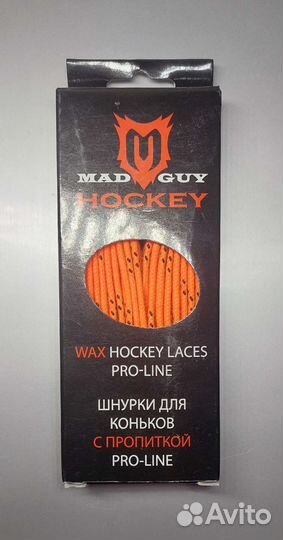 MAD GUY
HOCKEY
WAX HOCKEY LACES
PRO-LINE
ШНУРКИ ДЛЯ
КОНЬКОВ
С ПРОПИТКОЙ
PRO-LINE
Avito